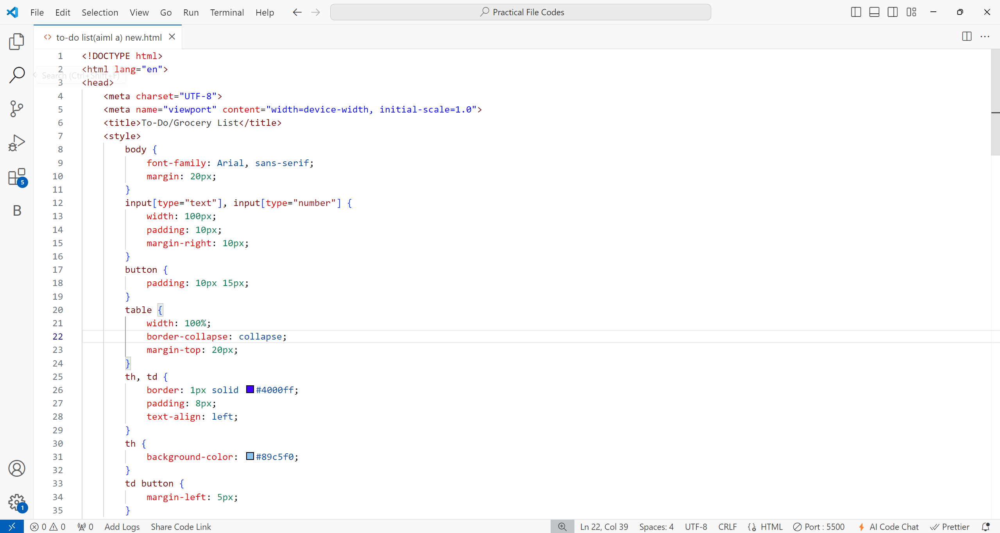 File Edit Selection View Go Run Terminal Help Practical File Codes
to-do list(aiml a) new.html
Search (Ctrl+Shift+F)
1 <!DOCTYPE html>
2 <html lang="en">
3 <head>
4 <meta charset="UTF-8">
5 <meta name="viewport" content="width=device-width, initial-scale=1.0">
6 <title>To-Do/Grocery List</title>
7 <style>
8 body {
9 font-family: Arial, sans-serif;
10 margin: 20px;
11 }
12 input[type="text"], input[type="number"] {
13 width: 100px;
14 padding: 10px;
15 margin-right: 10px;
16 }
17 button {
18 padding: 10px 15px;
19 }
20 table {
21 width: 100%;
22 border-collapse: collapse;
23 margin-top: 20px;
24 }
25 th, td {
26 border: 1px solid #4000ff;
27 padding: 8px;
28 text-align: left;
29 }
30 th {
31 background-color: #89c5f0;
32 }
33 td button {
34 margin-left: 5px;
35 }
5
B
1
0 0 0 Add Logs Share Code Link Ln 22, Col 39 Spaces: 4 UTF-8 CRLF HTML Port : 5500 AI Code Chat Prettier